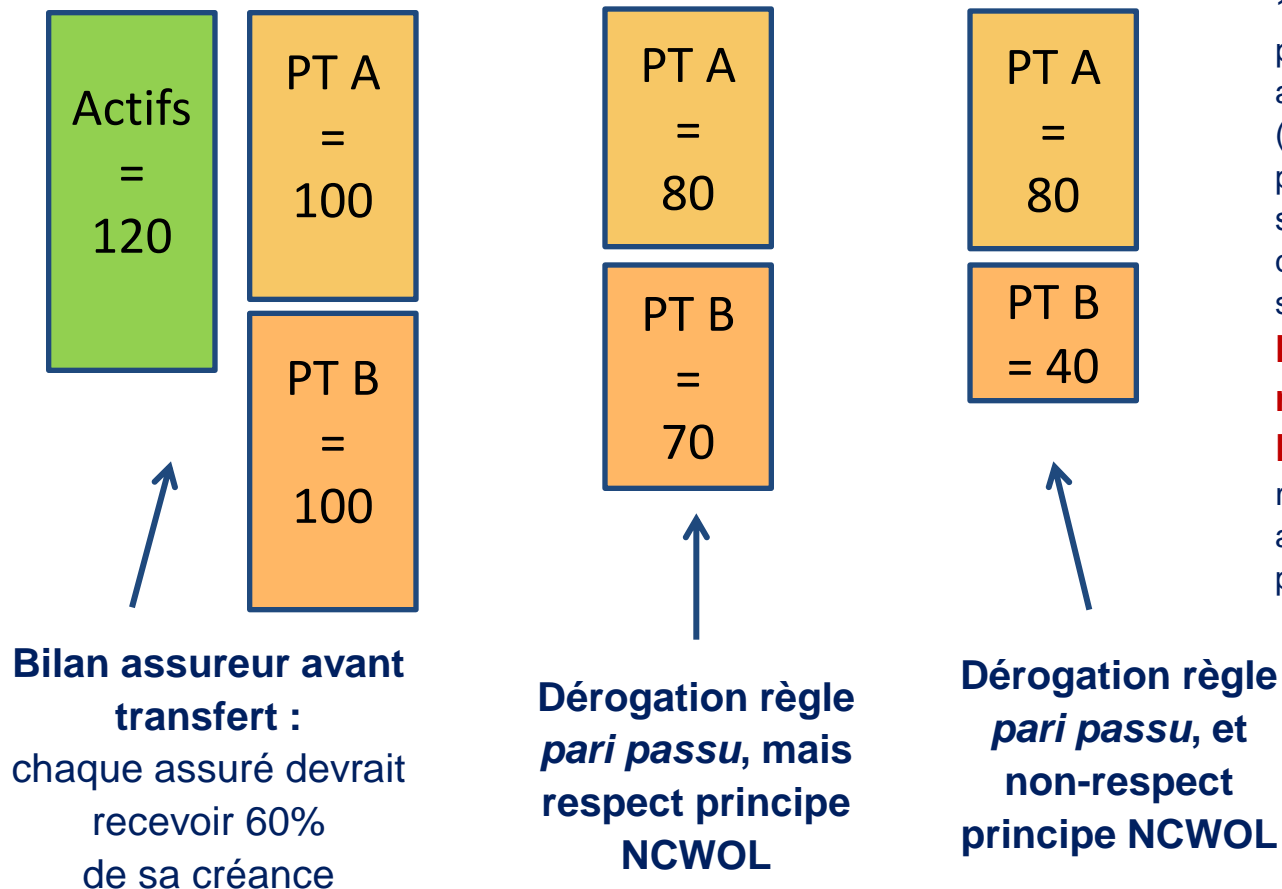 Actifs
=
120
PT A
=
100
PT B
=
100
PT A
=
80
PT B
=
70
PT A
=
80
PT B
= 40
Bilan assureur avant
transfert :
chaque assuré devrait
recevoir 60%
de sa créance
Dérogation règle
pari passu, mais
respect principe
NCWOL
Dérogation règle
pari passu, et
non-respect
principe NCWOL